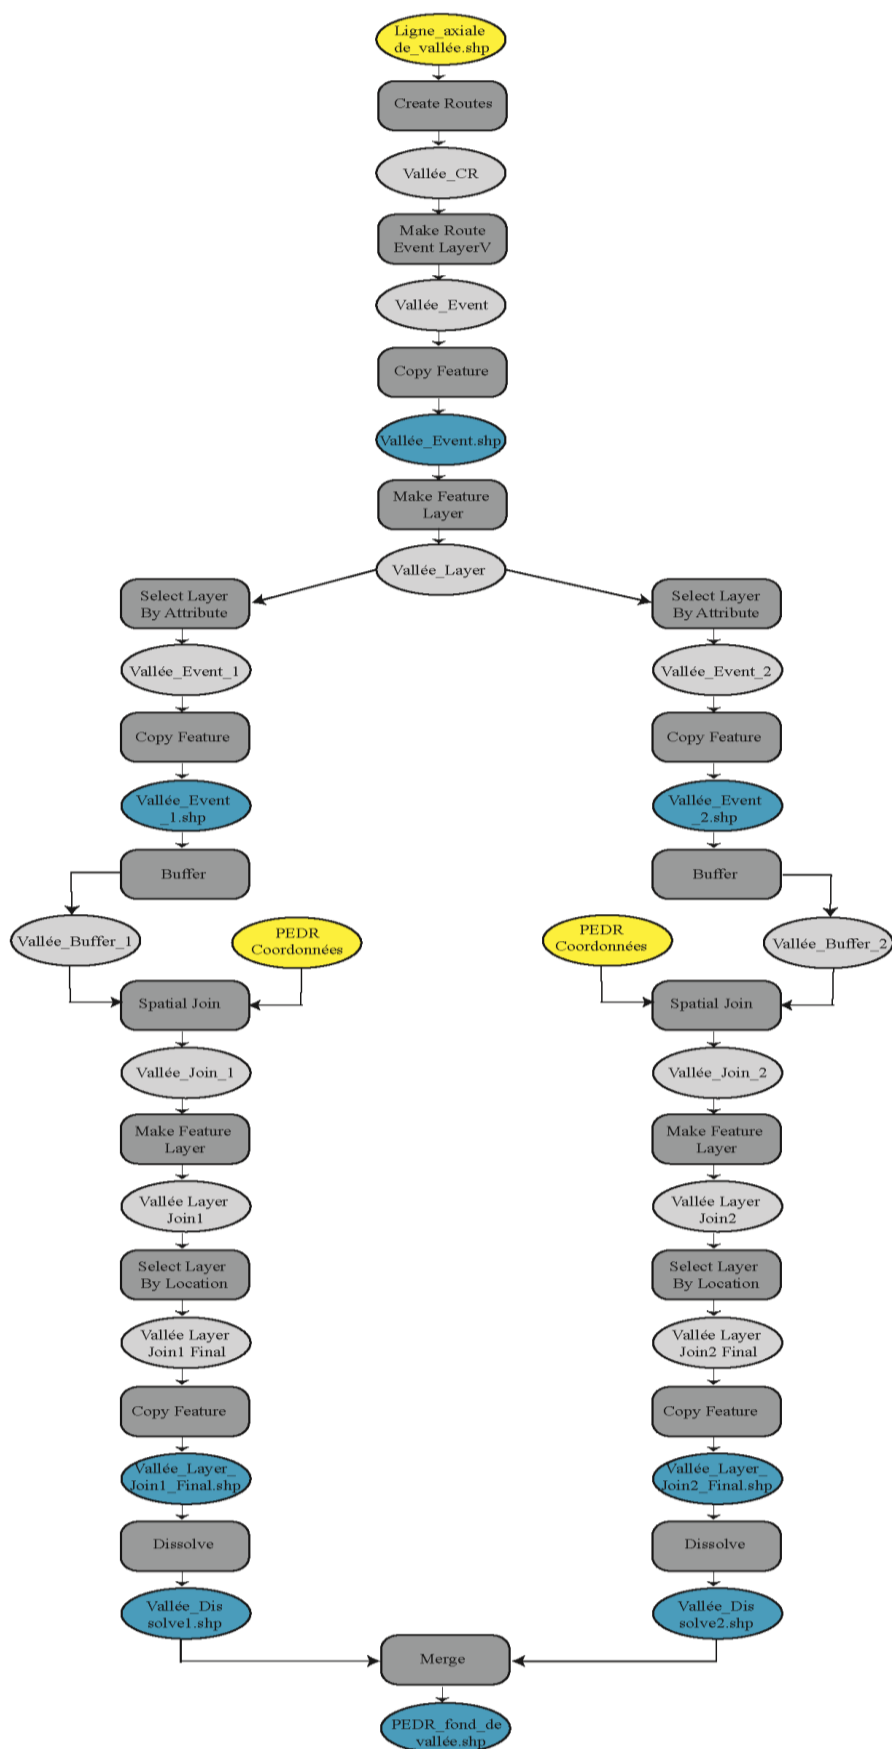 Ligne_axiale
de_vallée.shp
Create Routes
Vallée_CR
Make Route
Event LayerV
Vallée_Event
Copy Feature
Vallée_Event.shp
Make Feature
Layer
Vallée_Layer
Select Layer
By Attribute
Vallée_Event_1
Copy Feature
Vallée_Event
_1.shp
Buffer
Vallée_Buffer_1
PEDR
Coordonnées
Spatial Join
Vallée_Join_1
Make Feature
Layer
Vallée Layer
Join1
Select Layer
By Location
Vallée Layer
Join1 Final
Copy Feature
Vallée_Layer_
Join1_Final.shp
Dissolve
Vallée_Dis
solve1.shp
Select Layer
By Attribute
Vallée_Event_2
Copy Feature
Vallée_Event
_2.shp
Buffer
PEDR
Coordonnées
Vallée_Buffer_2
Spatial Join
Vallée_Join_2
Make Feature
Layer
Vallée Layer
Join2
Select Layer
By Location
Vallée Layer
Join2 Final
Copy Feature
Vallée_Layer_
Join2_Final.shp
Dissolve
Vallée_Dis
solve2.shp
Merge
PEDR_fond_de
vallée.shp